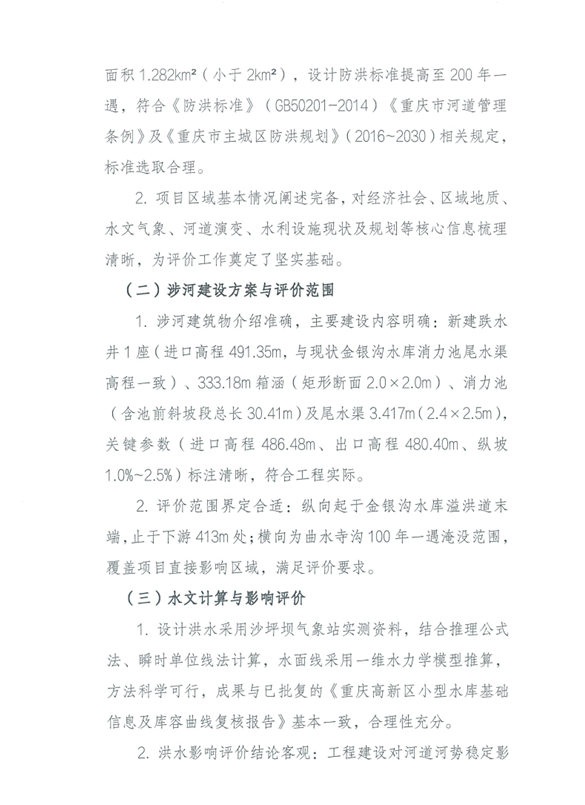 面积 1.282km²（小于 2km²），设计防洪标准提高至 200 年一
遇，符合《防洪标准》（GB50201-2014）《重庆市河道管理
条例》及《重庆市主城区防洪规划》（2016~2030）相关规定，
标准选取合理。
2. 项目区域基本情况阐述完备，对经济社会、区域地质、
水文气象、河道演变、水利设施现状及规划等核心信息梳理
清晰，为评价工作奠定了坚实基础。
（二）涉河建设方案与评价范围
1. 涉河建筑物介绍准确，主要建设内容明确：新建跌水
井 1 座（进口高程 491.35m，与现状金银沟水库消力池尾水渠
高程一致）、333.18m 箱涵（矩形断面 2.0×2.0m）、消力池
（含池前斜坡段总长 30.41m）及尾水渠 3.417m（2.4×2.5m），
关键参数（进口高程 486.48m、出口高程 480.40m、纵坡
1.0%~2.5%）标注清晰，符合工程实际。
2. 评价范围界定合适：纵向起于金银沟水库溢洪道末
端，止于下游 413m 处；横向为曲水寺沟 100 年一遇淹没范围，
覆盖项目直接影响区域，满足评价要求。
（三）水文计算与影响评价
1. 设计洪水采用沙坪坝气象站实测资料，结合推理公式
法、瞬时单位线法计算，水面线采用一维水力学模型推算，
方法科学可行，成果与已批复的《重庆高新区小型水库基础
信息及库容曲线复核报告》基本一致，合理性充分。
2. 洪水影响评价结论客观：工程建设对河道河势稳定影